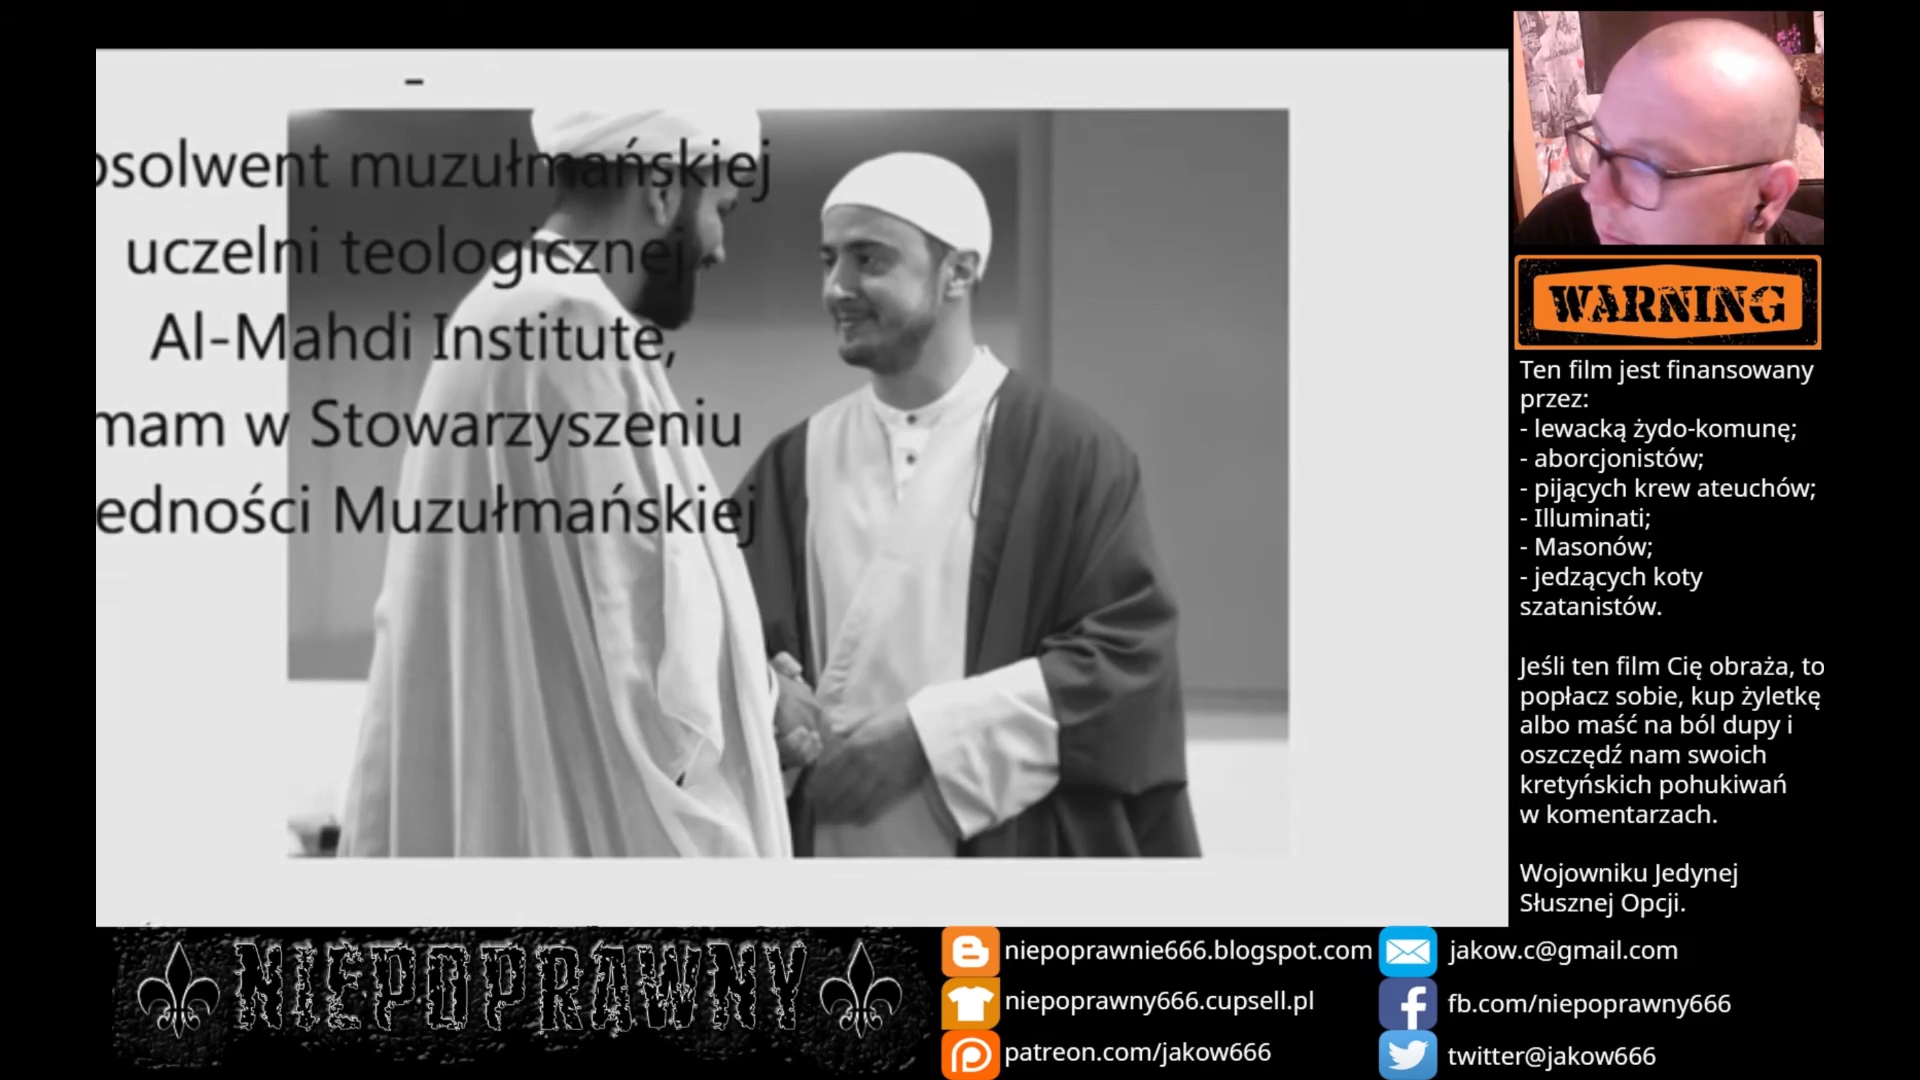 -
bsolwent muzułmańskiej
uczelni teologicznej
Al-Mahdi Institute,
mam w Stowarzyszeniu
edności Muzułmańskiej
WARNING
Ten film jest finansowany
przez:
- lewacką żydo-komunę;
- aborcjonistów;
- pijących krew ateuchów;
- Illuminati;
- Masonów;
- jedzących koty
szatanistów.
Jeśli ten film Cię obraża, to
popłacz sobie, kup żyletkę
albo maść na ból dupy i
oszczędź nam swoich
kretyńskich pohukiwań
w komentarzach.
Wojowniku Jedynej
Słusznej Opcji.
NIEPOPRAWNY
niepoprawnie666.blogspot.com
niepoprawny666.cupsell.pl
patreon.com/jakow666
jakow.c@gmail.com
fb.com/niepoprawny666
twitter@jakow666